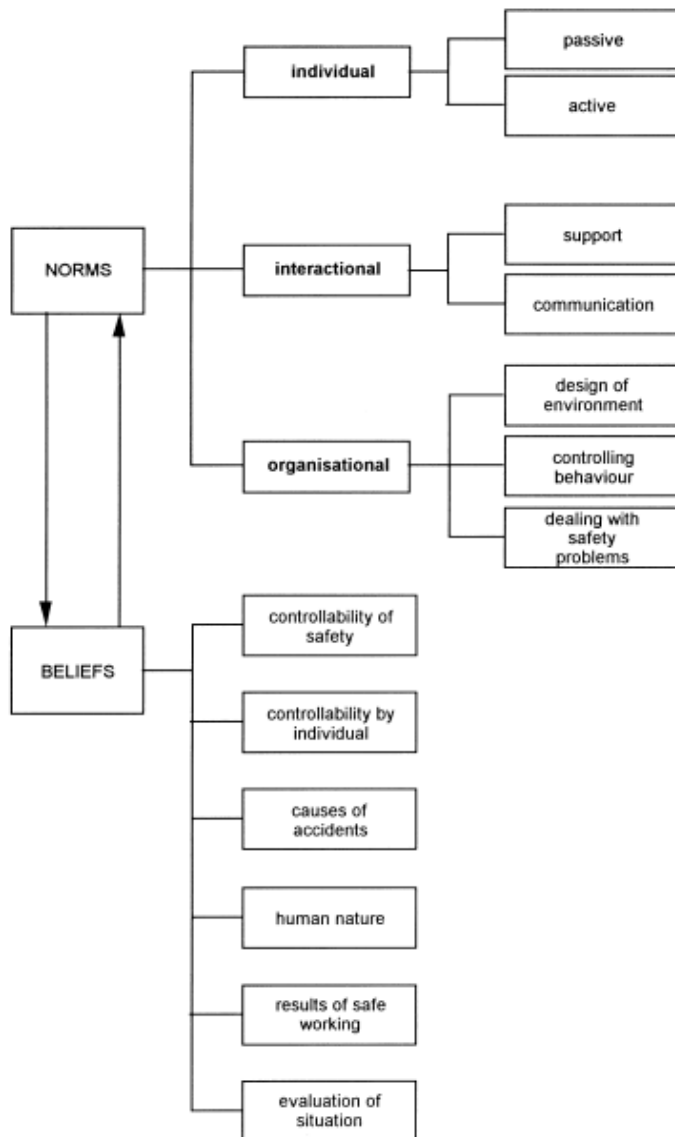 passive
individual
active
support
NORMS
interactional
communication
design of
environment
controlling
behaviour
organisational
dealing with
safety
problems
controllability of
safety
BELIEFS
controllability by
individual
causes of
accidents
human nature
results of safe
working
evaluation of
situation